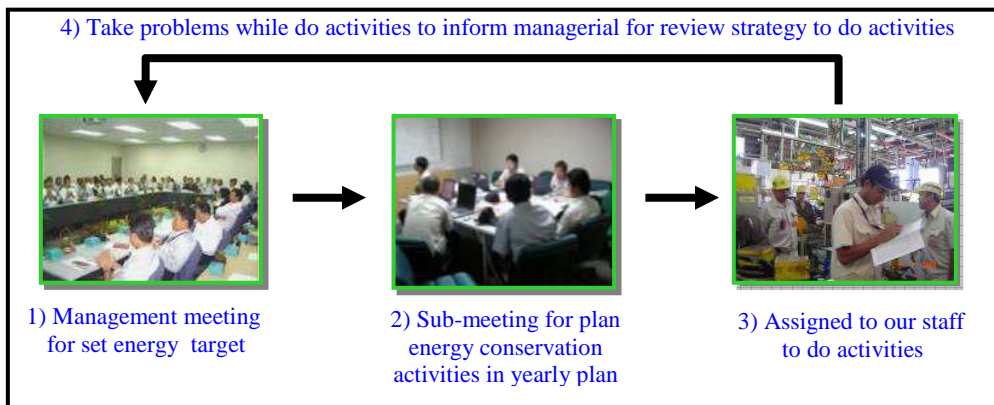 4) Take problems while do activities to inform managerial for review strategy to do activities
1) Management meeting
for set energy target
2) Sub-meeting for plan
energy conservation
activities in yearly plan
3) Assigned to our staff
to do activities